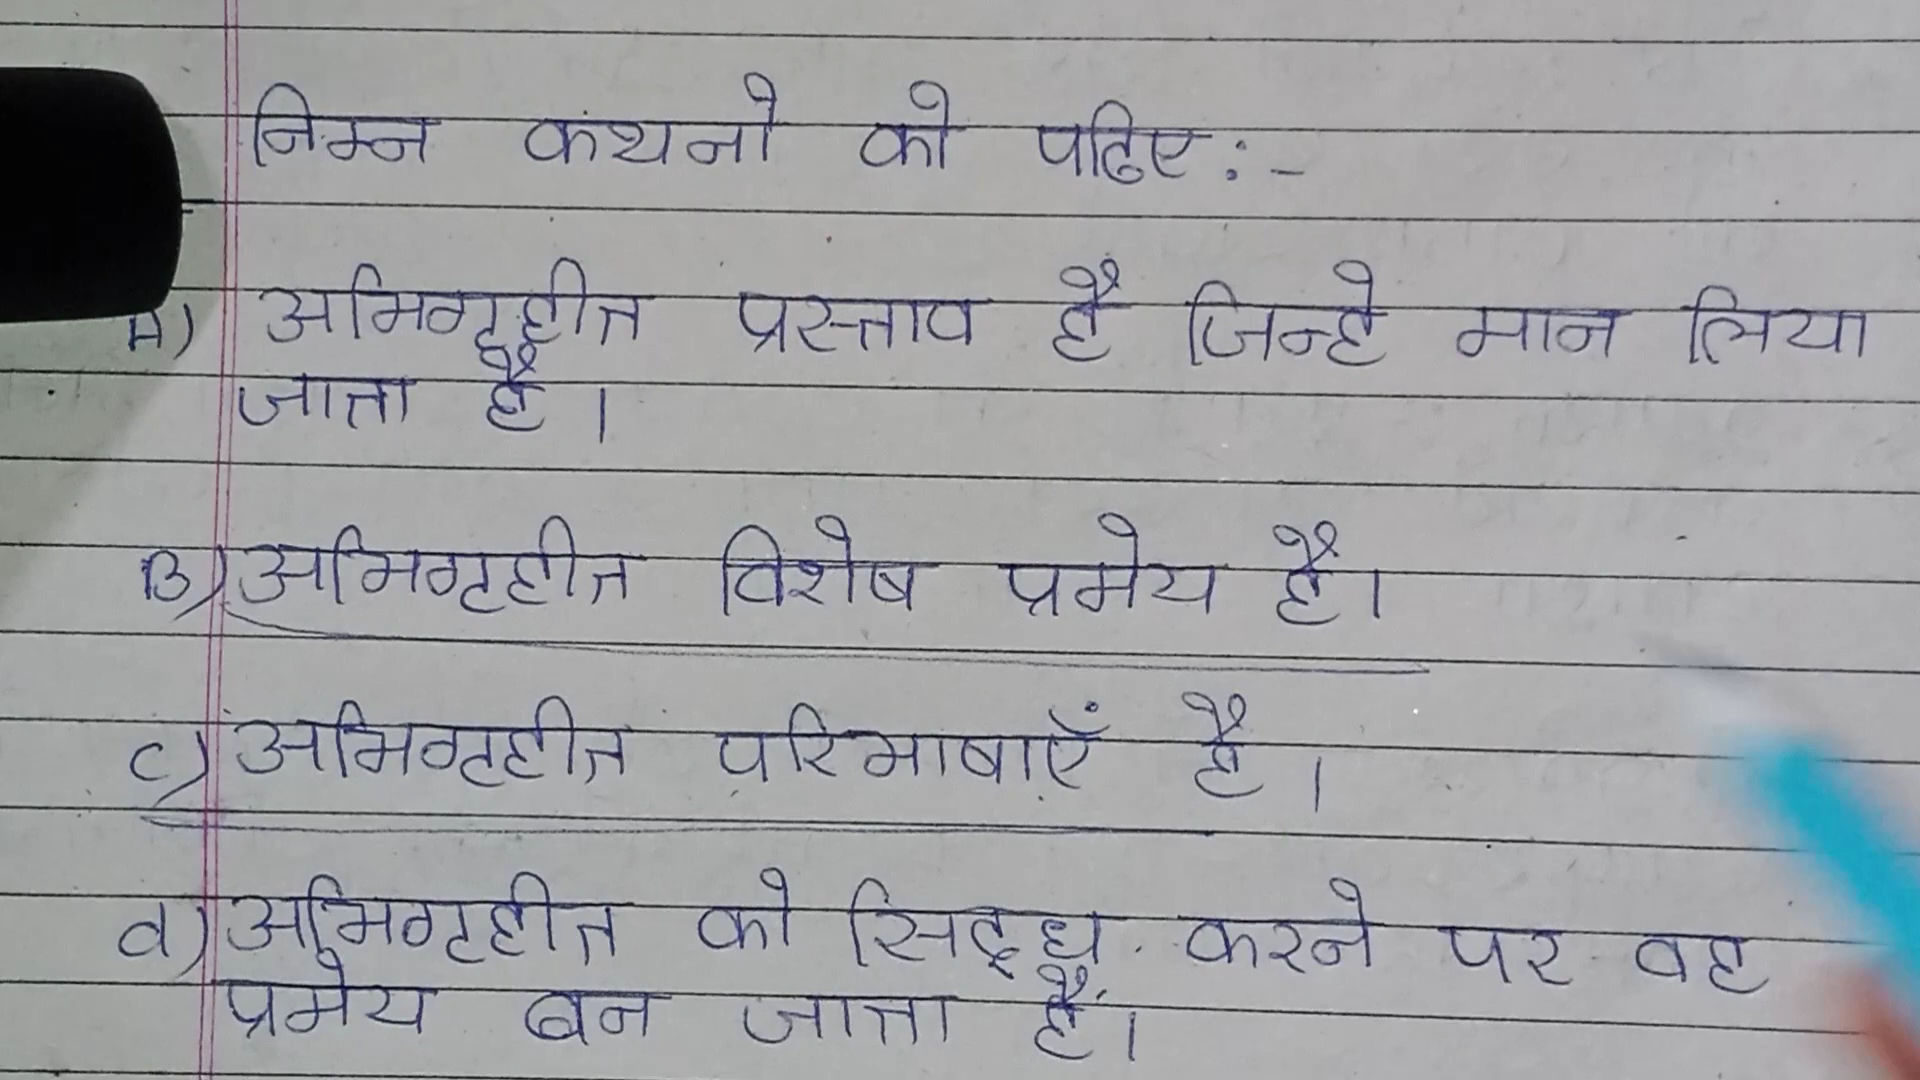 निम्न कथनो को पढिए :-
A) अभिगृहीत प्रस्ताव है जिन्हे मान लिया
जाता है ।
B) अभिगृहीत विशेष प्रमेय है ।
C) अभिगृहीत परिभाषाएँ है ।
d) अभिगृहीत को सिद्ध करने पर वह
प्रमेय बन जाता है ।